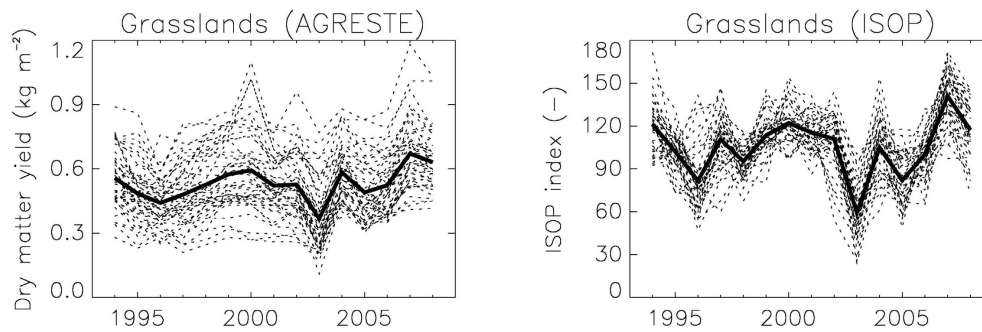 Grasslands (AGRESTE)
Dry matter yield (kg m⁻²)
1.2
0.9
0.6
0.3
0.0
1995 2000 2005
Grasslands (ISOP)
ISOP index (−)
180
150
120
90
60
30
0
1995 2000 2005